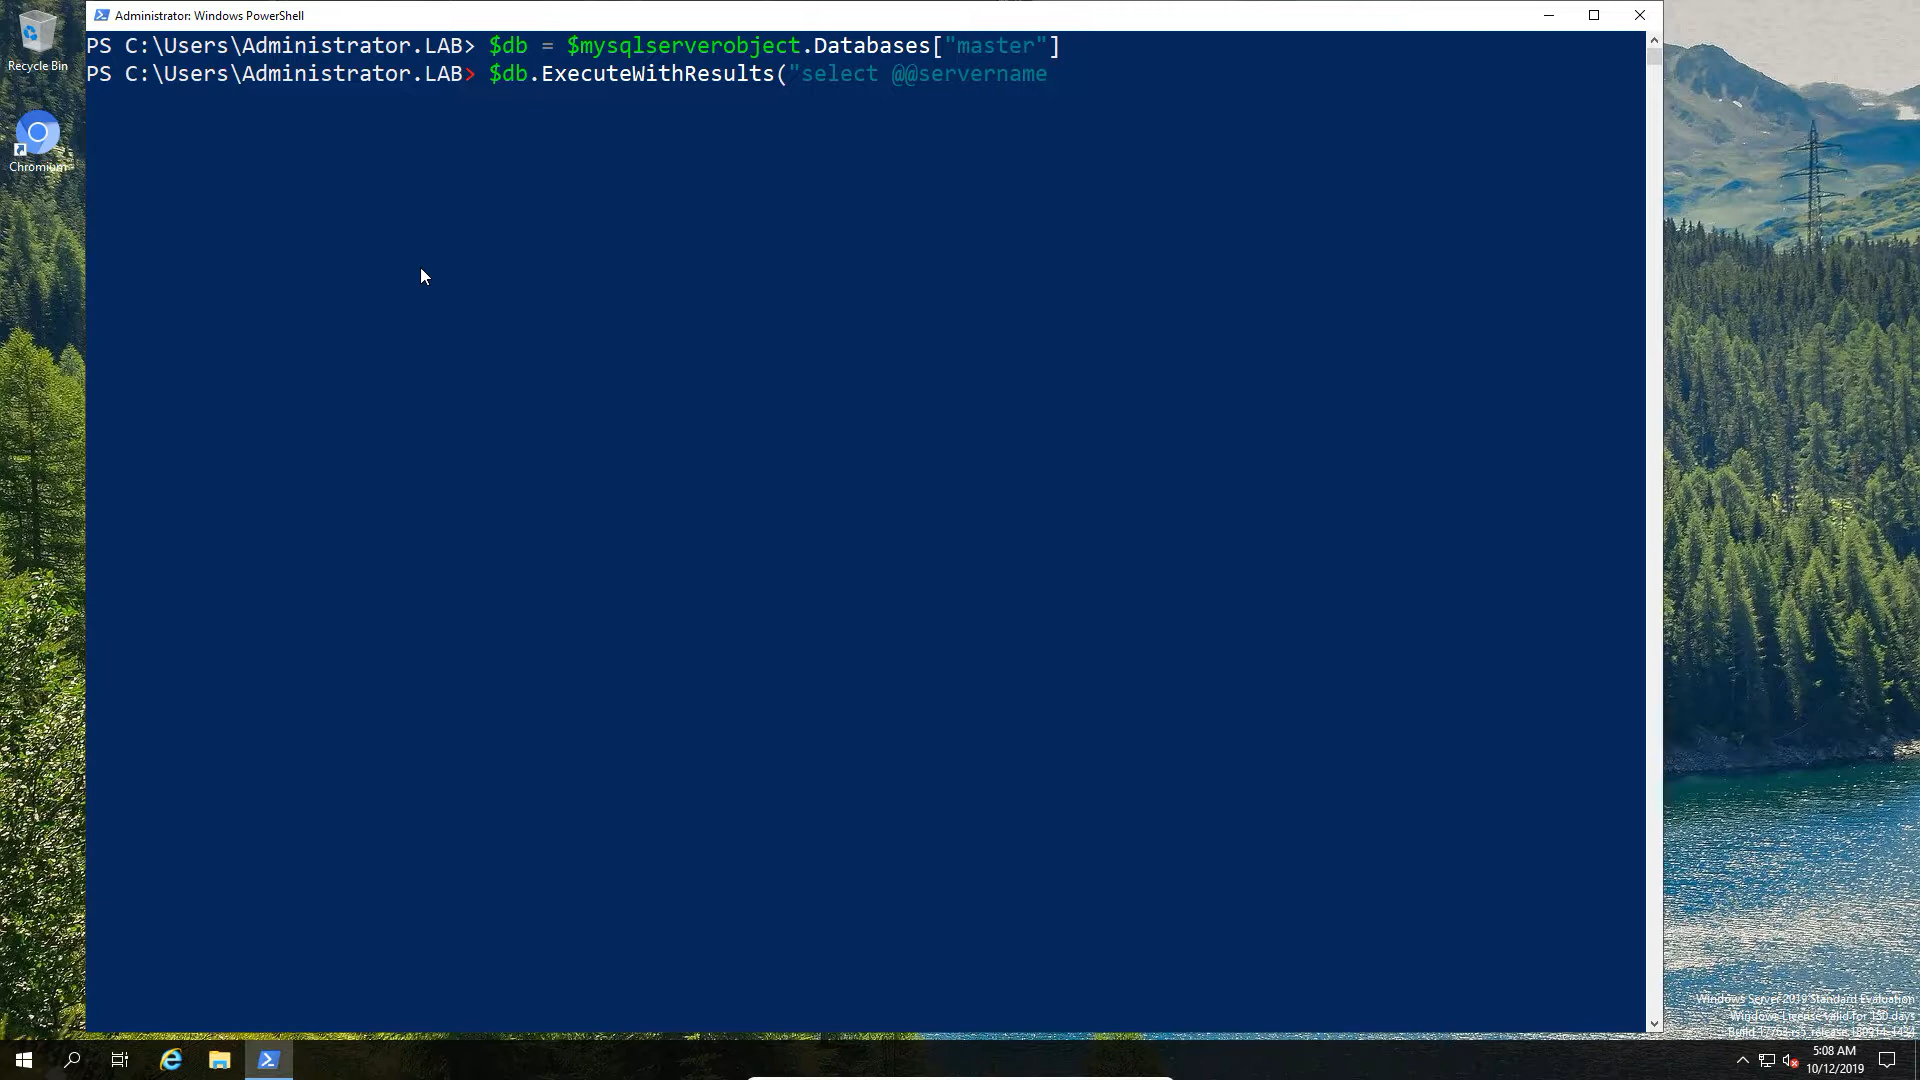 Administrator: Windows PowerShell
Recycle Bin
PS C:\Users\Administrator.LAB> $db = $mysqlserverobject.Databases["master"]
PS C:\Users\Administrator.LAB> $db.ExecuteWithResults("select @@servername
Chromium
Windows Server 2019 Standard Evaluation
Windows License valid for 180 days
Build 17763.rs5_release.180914-1434
5:08 AM
10/12/2019